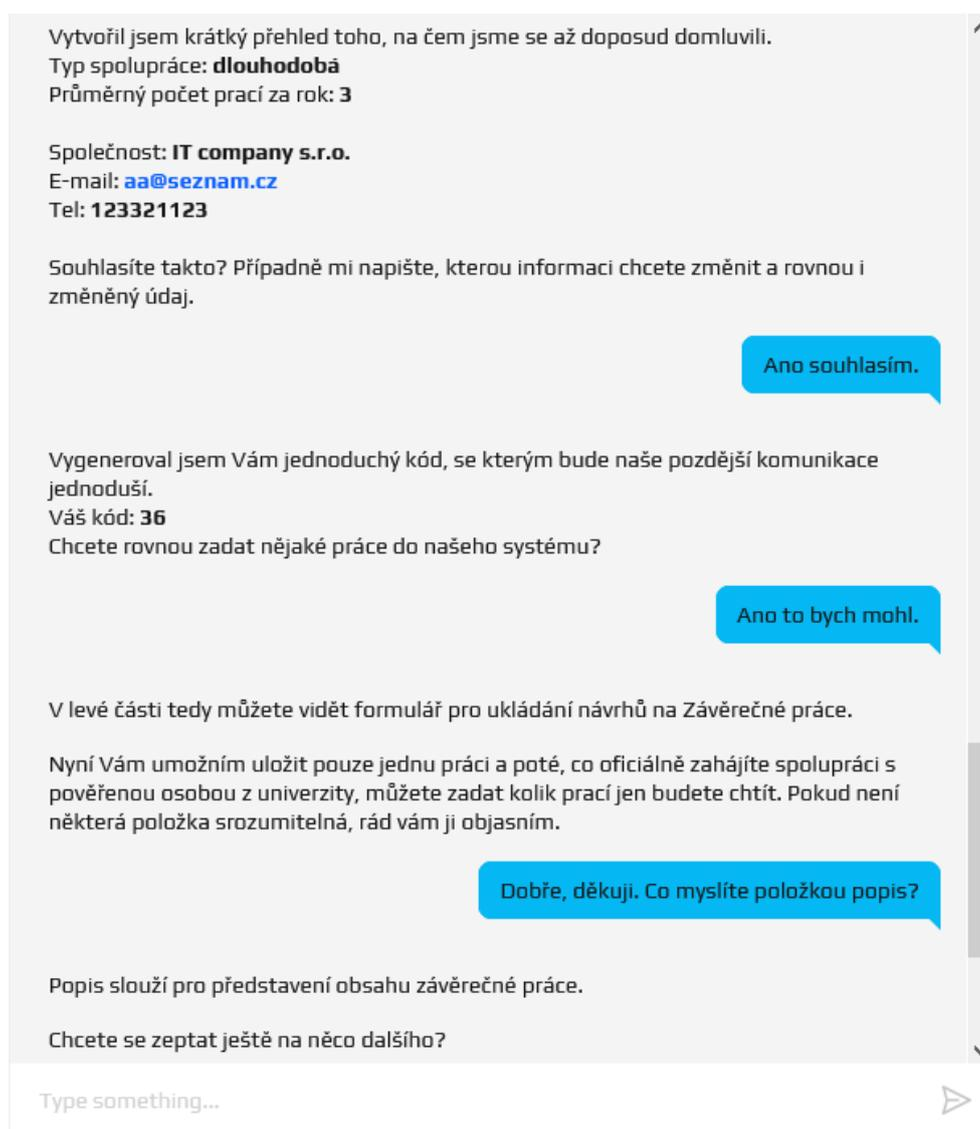 Vytvořil jsem krátký přehled toho, na čem jsme se až doposud domluvili.
Typ spolupráce: dlouhodobá
Průměrný počet prací za rok: 3
Společnost: IT company s.r.o.
E-mail: aa@seznam.cz
Tel: 123321123
Souhlasíte takto? Případně mi napište, kterou informaci chcete změnit a rovnou i
změněný údaj.
Ano souhlasím.
Vygeneroval jsem Vám jednoduchý kód, se kterým bude naše pozdější komunikace
jednoduší.
Váš kód: 36
Chcete rovnou zadat nějaké práce do našeho systému?
Ano to bych mohl.
V levé části tedy můžete vidět formulář pro ukládání návrhů na Závěrečné práce.
Nyní Vám umožním uložit pouze jednu práci a poté, co oficiálně zahájíte spolupráci s
pověřenou osobou z univerzity, můžete zadat kolik prací jen budete chtít. Pokud není
některá položka srozumitelná, rád vám ji objasním.
Dobře, děkuji. Co myslíte položkou popis?
Popis slouží pro představení obsahu závěrečné práce.
Chcete se zeptat ještě na něco dalšího?
Type something...